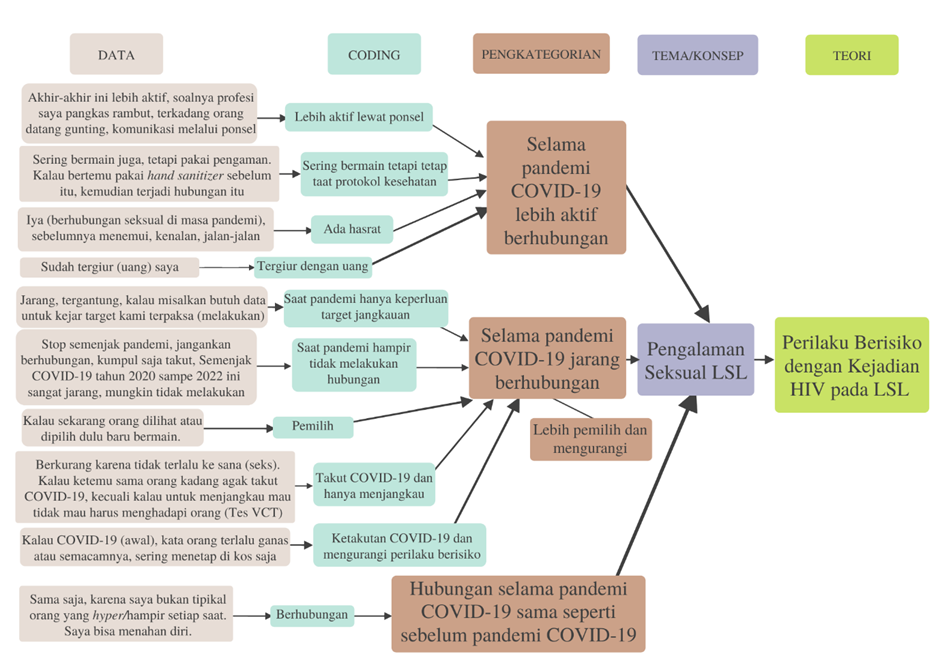 DATA
CODING
PENGKATEGORIAN
TEMA/KONSEP
TEORI
Akhir-akhir ini lebih aktif, soalnya profesi
saya pangkas rambut, terkadang orang
datang gunting, komunikasi melalui ponsel
Lebih aktif lewat ponsel
Sering bermain juga, tetapi pakai pengaman.
Kalau bertemu pakai hand sanitizer sebelum
itu, kemudian terjadi hubungan itu
Sering bermain tetapi tetap
taat protokol kesehatan
Iya (berhubungan seksual di masa pandemi),
sebelumnya menemui, kenalan, jalan-jalan
Ada hasrat
Sudah tergiur (uang) saya
Tergiur dengan uang
Selama
pandemi
COVID-19
lebih aktif
berhubungan
Jarang, tergantung, kalau misalkan butuh data
untuk kejar target kami terpaksa (melakukan)
Saat pandemi hanya keperluan
target jangkauan
Stop semenjak pandemi, jangankan
berhubungan, kumpul saja takut, Semenjak
COVID-19 tahun 2020 sampe 2022 ini
sangat jarang, mungkin tidak melakukan
Saat pandemi hampir
tidak melakukan
hubungan
Kalau sekarang orang dilihat atau
dipilih dulu baru bermain.
Pemilih
Berkurang karena tidak terlalu ke sana (seks).
Kalau ketemu sama orang kadang agak takut
COVID-19, kecuali kalau untuk menjangkau mau
tidak mau harus menghadapi orang (Tes VCT)
Takut COVID-19 dan
hanya menjangkau
Kalau COVID-19 (awal), kata orang terlalu ganas
atau semacamnya, sering menetap di kos saja
Ketakutan COVID-19 dan
mengurangi perilaku berisiko
Selama pandemi
COVID-19 jarang
berhubungan
Lebih pemilih dan
mengurangi
Sama saja, karena saya bukan tipikal
orang yang hyper/hampir setiap saat.
Saya bisa menahan diri.
Berhubungan
Hubungan selama pandemi
COVID-19 sama seperti
sebelum pandemi COVID-19
Pengalaman
Seksual LSL
Perilaku Berisiko
dengan Kejadian
HIV pada LSL